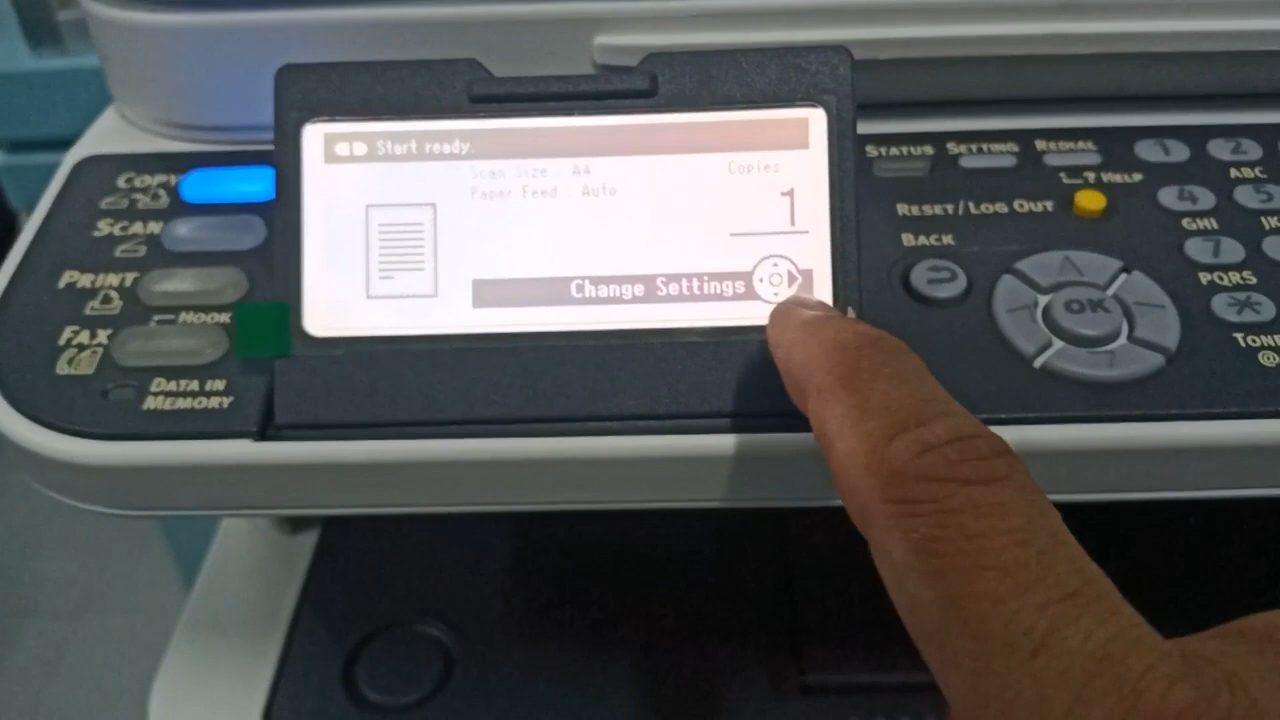 Start ready.
Scan Size : A4
Paper Feed : Auto
Copies
1
Change Settings
COPY
SCAN
PRINT
HOOK
FAX
DATA IN
MEMORY
STATUS
SETTING
REDIAL
? HELP
RESET/LOG OUT
BACK
OK
1
2
ABC
4
5
GHI
7
PQRS
*
@